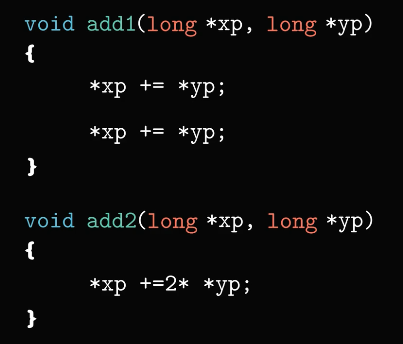 void add1(long *xp, long *yp)
{
*xp += *yp;
*xp += *yp;
}
void add2(long *xp, long *yp)
{
*xp +=2* *yp;
}